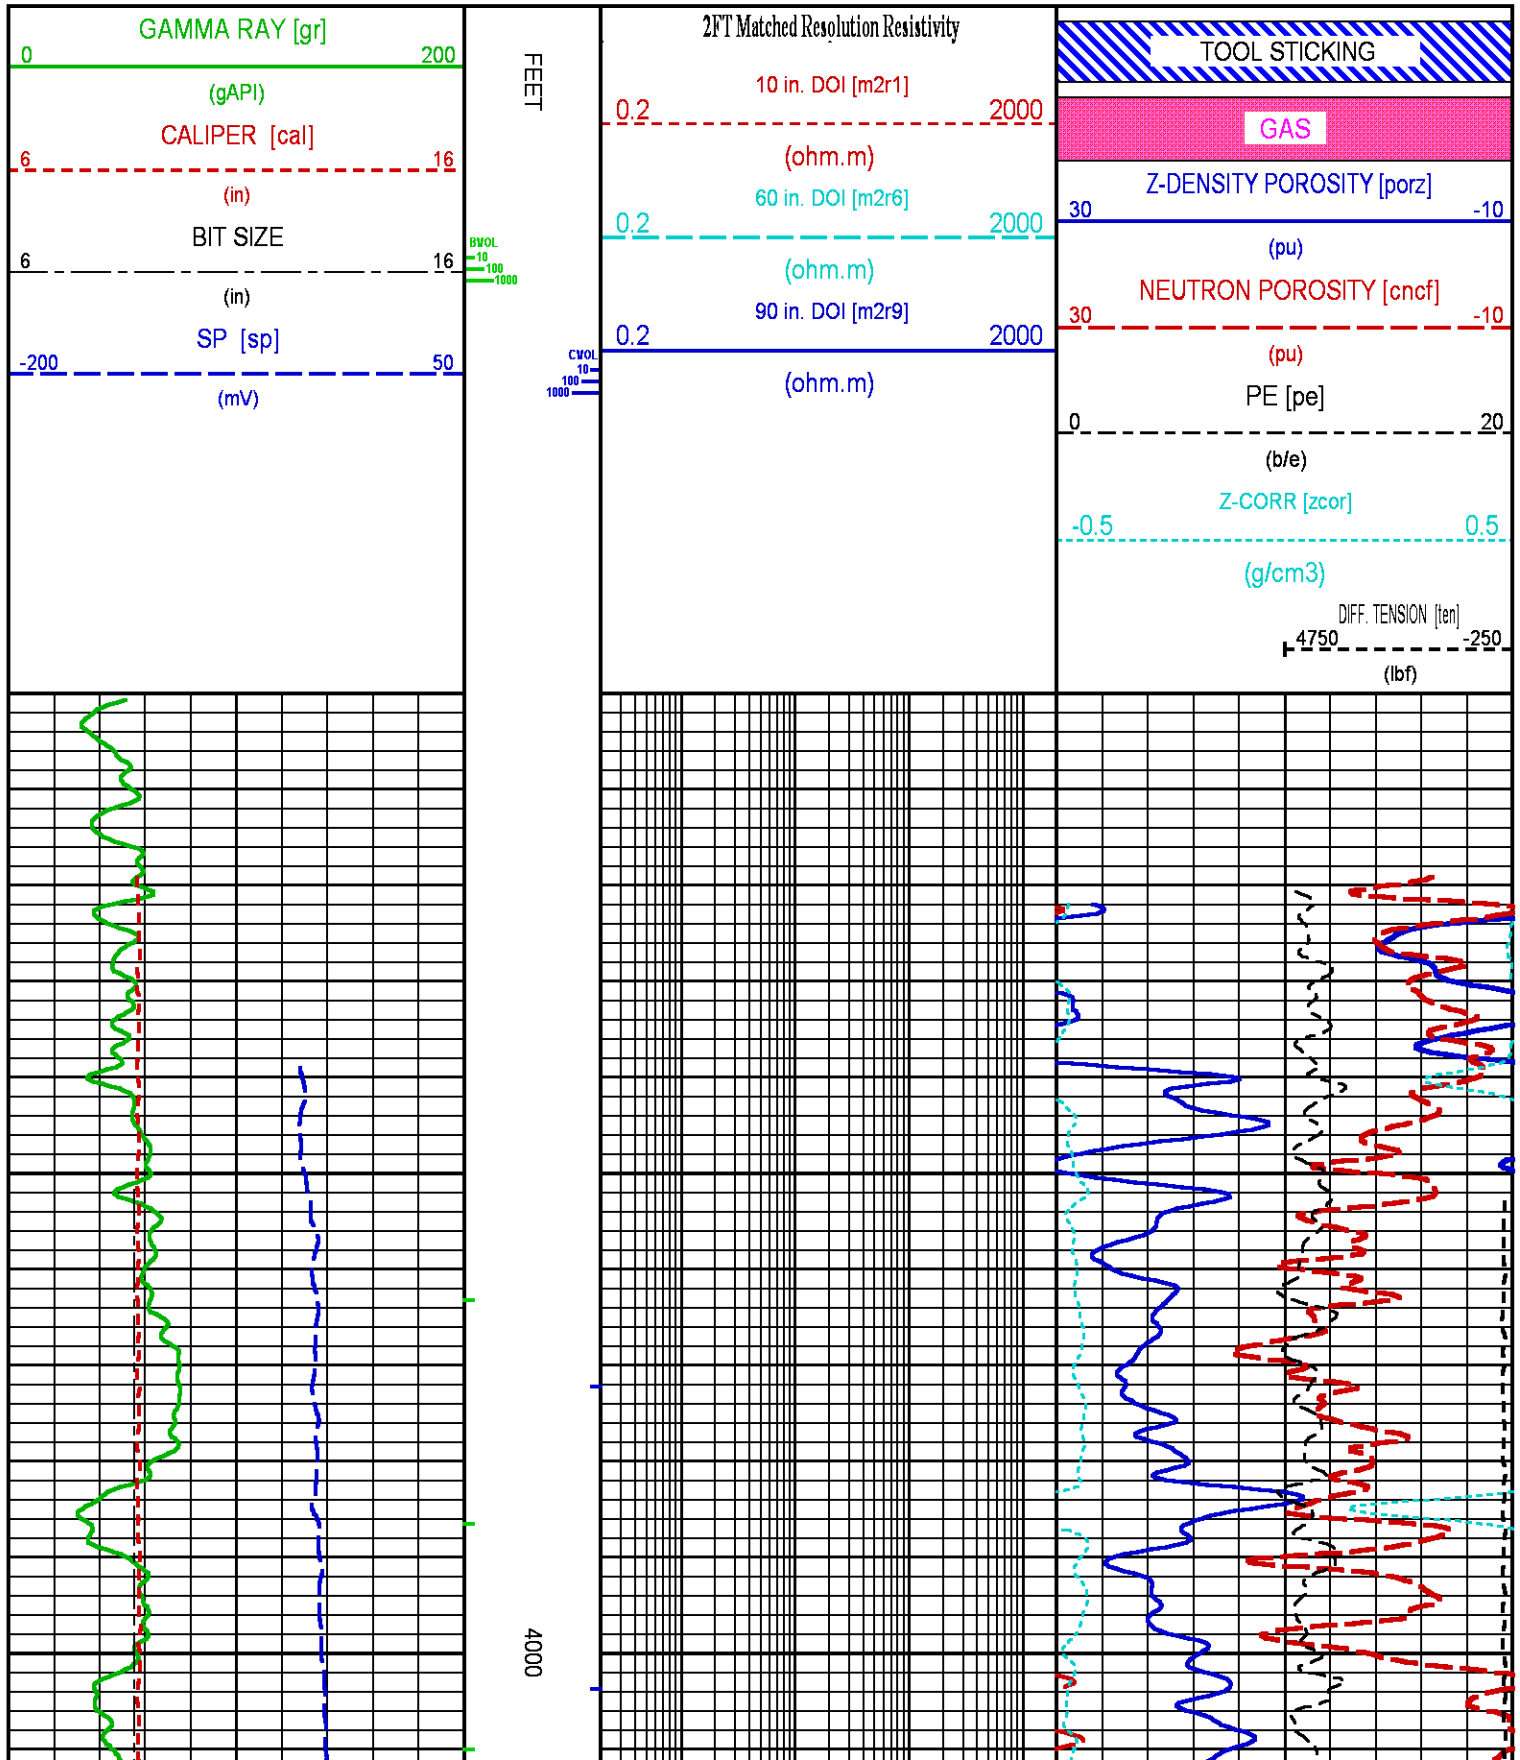 GAMMA RAY [gr]
0 200
(gAPI)
CALIPER [cal]
6 16
(in)
BIT SIZE
6 16
(in)
SP [sp]
-200 50
(mV)
FEET
BVOL
10
100
1000
CVOL
10
100
1000
2FT Matched Resolution Resistivity
10 in. DOI [m2r1]
0.2 2000
(ohm.m)
60 in. DOI [m2r6]
0.2 2000
(ohm.m)
90 in. DOI [m2r9]
0.2 2000
(ohm.m)
TOOL STICKING
GAS
Z-DENSITY POROSITY [porz]
30 -10
(pu)
NEUTRON POROSITY [cncf]
30 -10
(pu)
PE [pe]
0 20
(b/e)
Z-CORR [zcor]
-0.5 0.5
(g/cm3)
DIFF. TENSION [ten]
4750 -250
(lbf)
4000